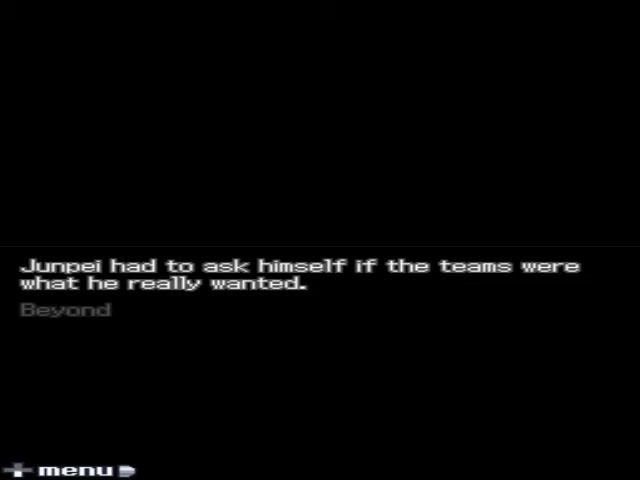 Junpei had to ask himself if the teams were
what he really wanted.
Beyond
menu